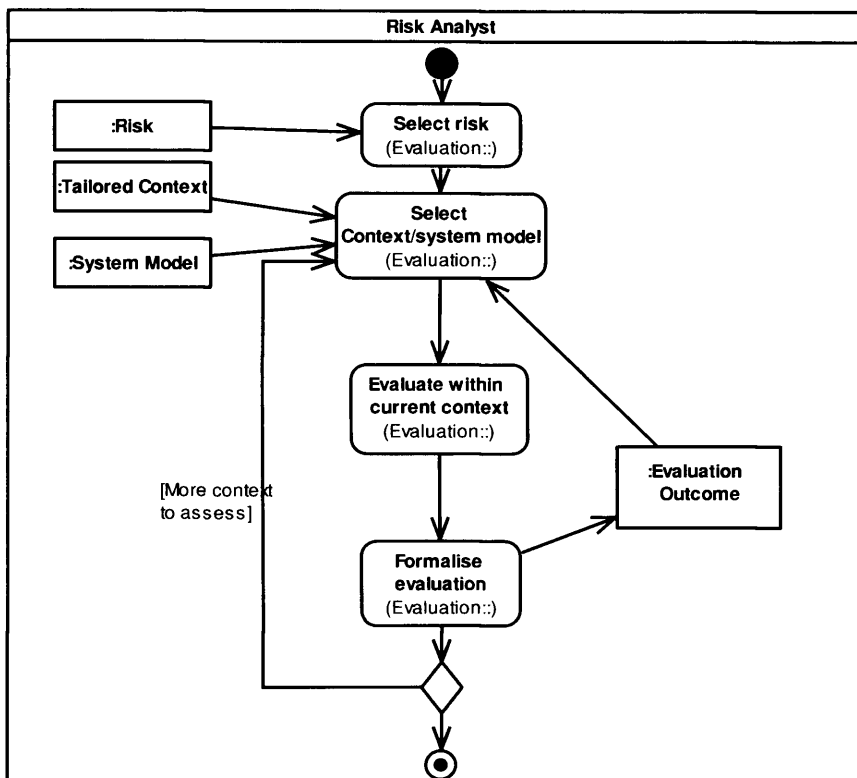 Risk Analyst
:Risk
Select risk
(Evaluation::)
:Tailored Context
Select
Context/system model
(Evaluation::)
:System Model
Evaluate within
current context
(Evaluation::)
:Evaluation
Outcome
[More context
to assess]
Formalise
evaluation
(Evaluation::)